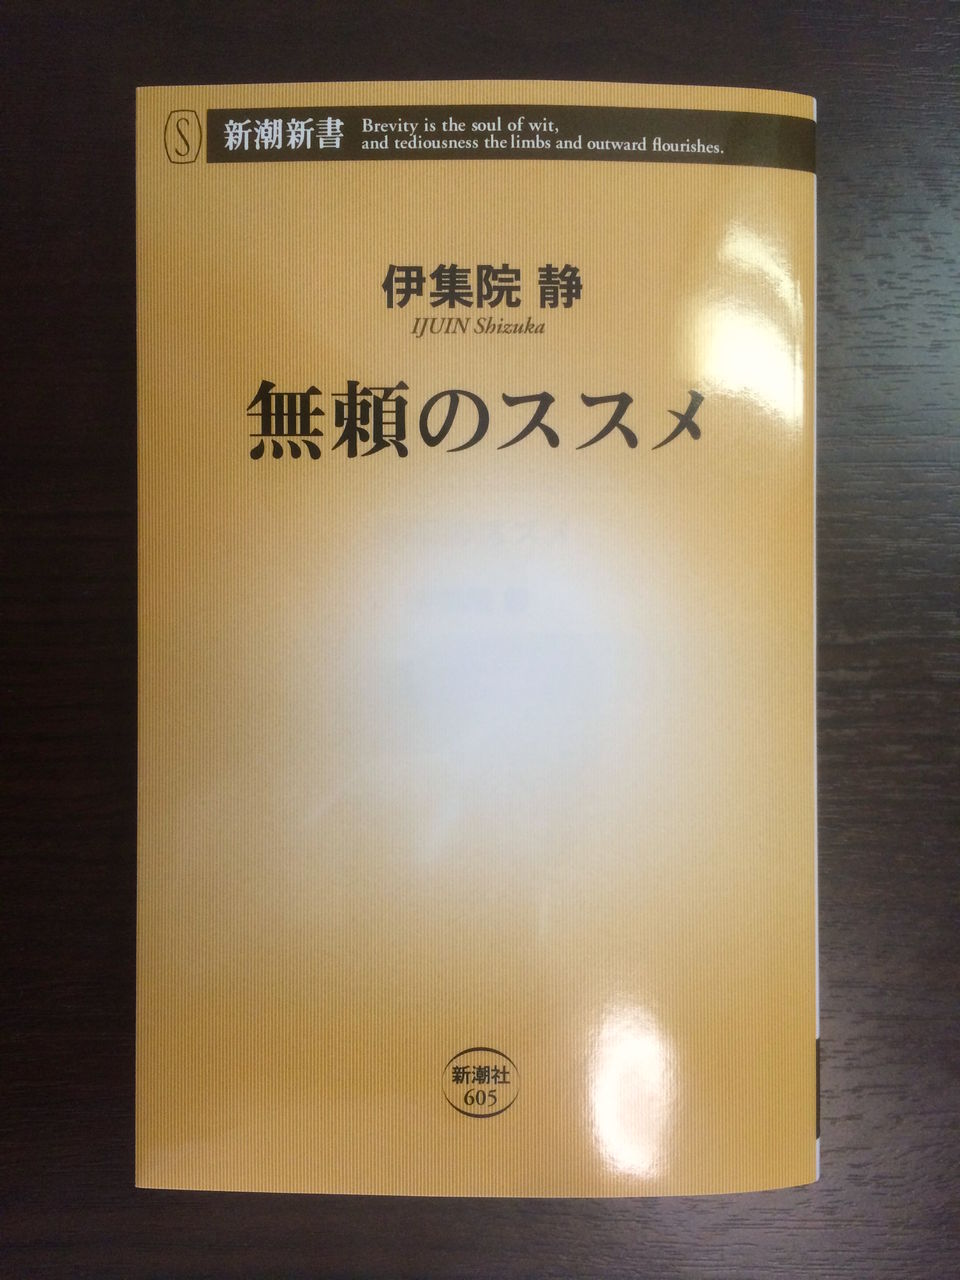 S
新潮新書
Brevity is the soul of wit,
and tediousness the limbs and outward flourishes.
伊集院 静
IJUIN Shizuka
無頼のススメ
新潮社
605